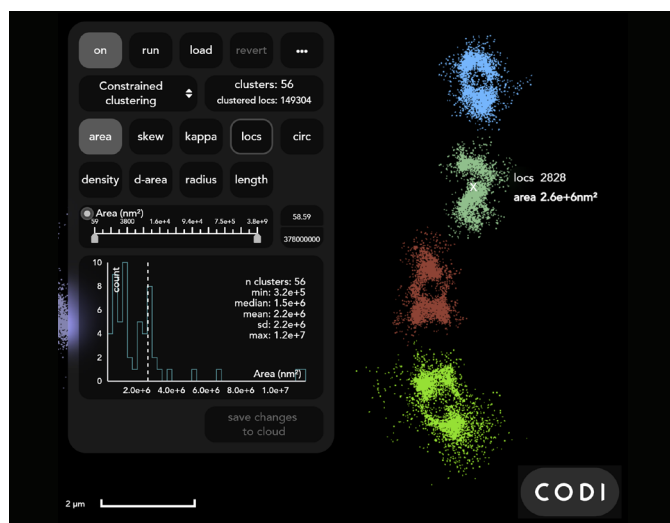 on run load revert •••
Constrained clustering
clusters: 56
clustered locs: 149304
area skew kappa locs circ
density d-area radius length
Area (nm²)
59 3800 1.6e+4 9.4e+4 7.5e+5 3.8e+9
58.59
378000000
10
8
6
4
2
0
count
n clusters: 56
min: 3.2e+5
median: 1.5e+6
mean: 2.2e+6
sd: 2.2e+6
max: 1.2e+7
Area (nm²)
2.0e+6 4.0e+6 6.0e+6 8.0e+6 1.0e+7
save changes
to cloud
locs 2828
area 2.6e+6nm²
2 μm
CODI